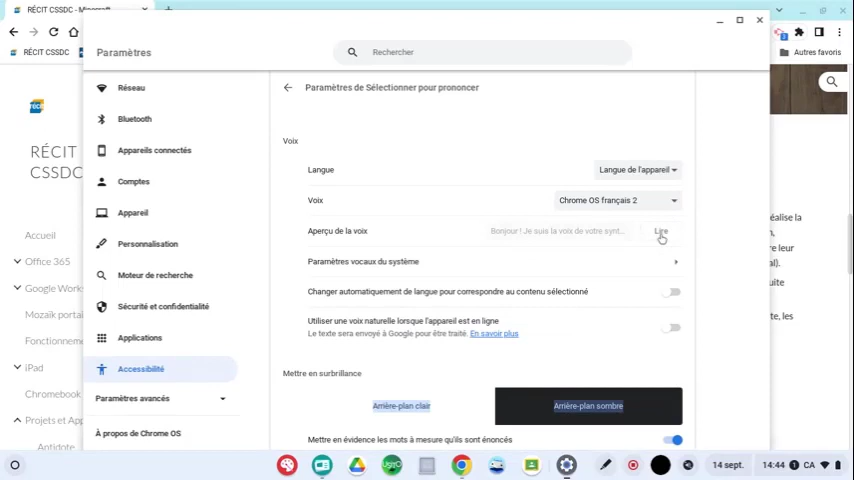 RÉCIT CSSDC - Minecraft
RÉCIT CSSDC
Autres favoris
Paramètres
Rechercher
RÉCIT
CSSDC
Accueil
Office 365
Google Works
Mozaïk portai
Fonctionneme
iPad
Chromebook
Projets et App
Antidote
Réseau
Bluetooth
Appareils connectés
Comptes
Appareil
Personnalisation
Moteur de recherche
Sécurité et confidentialité
Applications
Accessibilité
Paramètres avancés
À propos de Chrome OS
Paramètres de Sélectionner pour prononcer
Voix
Langue
Langue de l'appareil
Voix
Chrome OS français 2
Aperçu de la voix
Bonjour ! Je suis la voix de votre synt...
Lire
Paramètres vocaux du système
Changer automatiquement de langue pour correspondre au contenu sélectionné
Utiliser une voix naturelle lorsque l'appareil est en ligne
Le texte sera envoyé à Google pour être traité. En savoir plus
Mettre en surbrillance
Arrière-plan clair
Arrière-plan sombre
Mettre en évidence les mots à mesure qu'ils sont énoncés
éalise la
re leur
al).
uite
te, les
14 sept.
14:44
1
CA